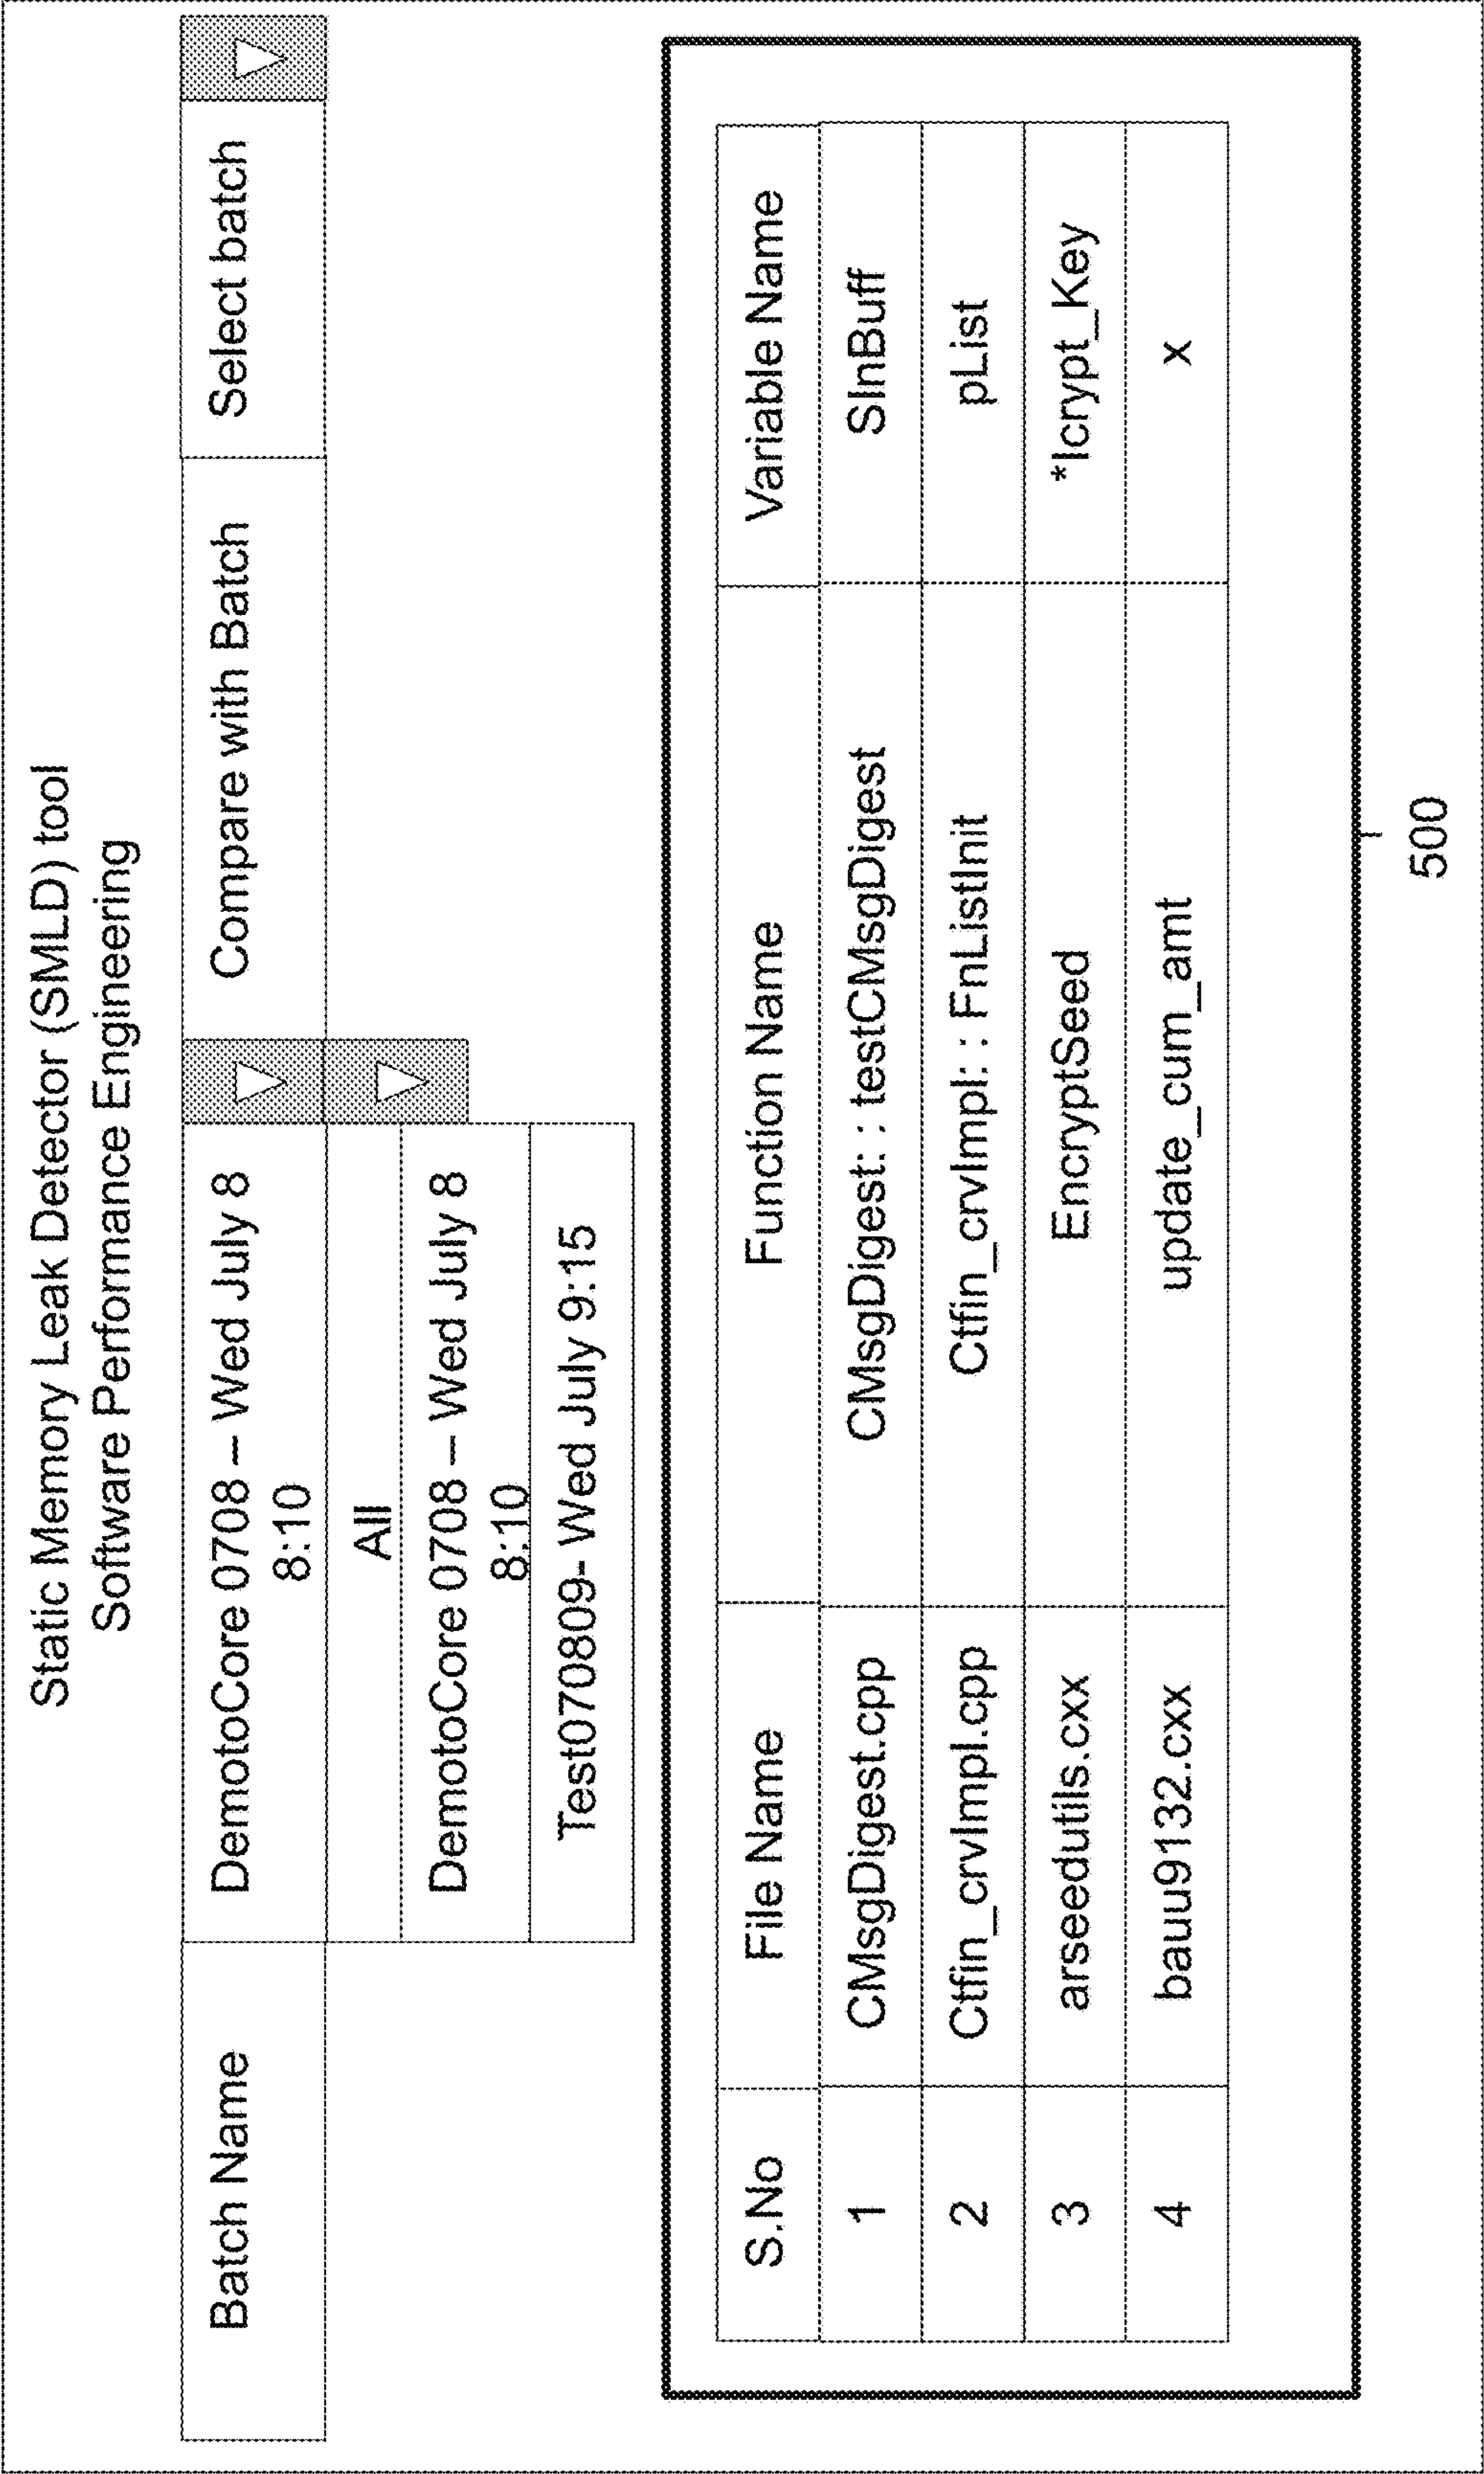 Static Memory Leak Detector (SMLD) tool
Software Performance Engineering
Batch Name
DemotoCore 0708 – Wed July 8
8:10
Compare with Batch
Select batch
All
DemotoCore 0708 – Wed July 8
8:10
Test070809- Wed July 9:15
S.No File Name Function Name Variable Name
1 CMsgDigest.cpp CMsgDigest: : testCMsgDigest SInBuff
2 Ctfin_crvImpl.cpp Ctfin_crvImpl: : FnListInit pList
3 arseedutils.cxx EncryptSeed *Icrypt_Key
4 bauu9132.cxx update_cum_amt x
500